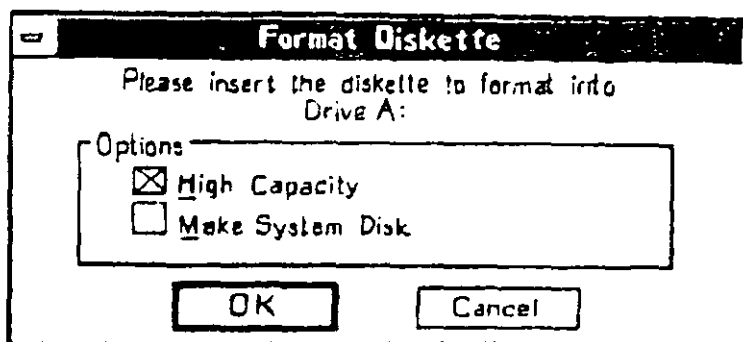 Format Diskette
Please insert the diskette to format into
Drive A:
Options
High Capacity
Make System Disk
OK
Cancel